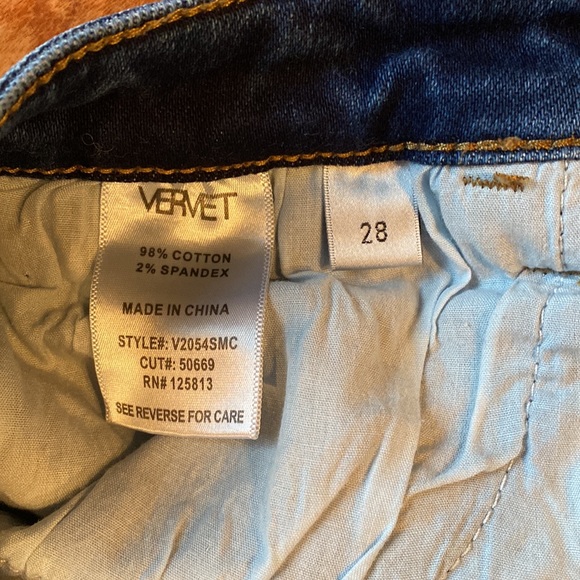 VERVET
98% COTTON
2% SPANDEX
MADE IN CHINA
STYLE#: V2054SMC
CUT#: 50669
RN# 125813
SEE REVERSE FOR CARE
28